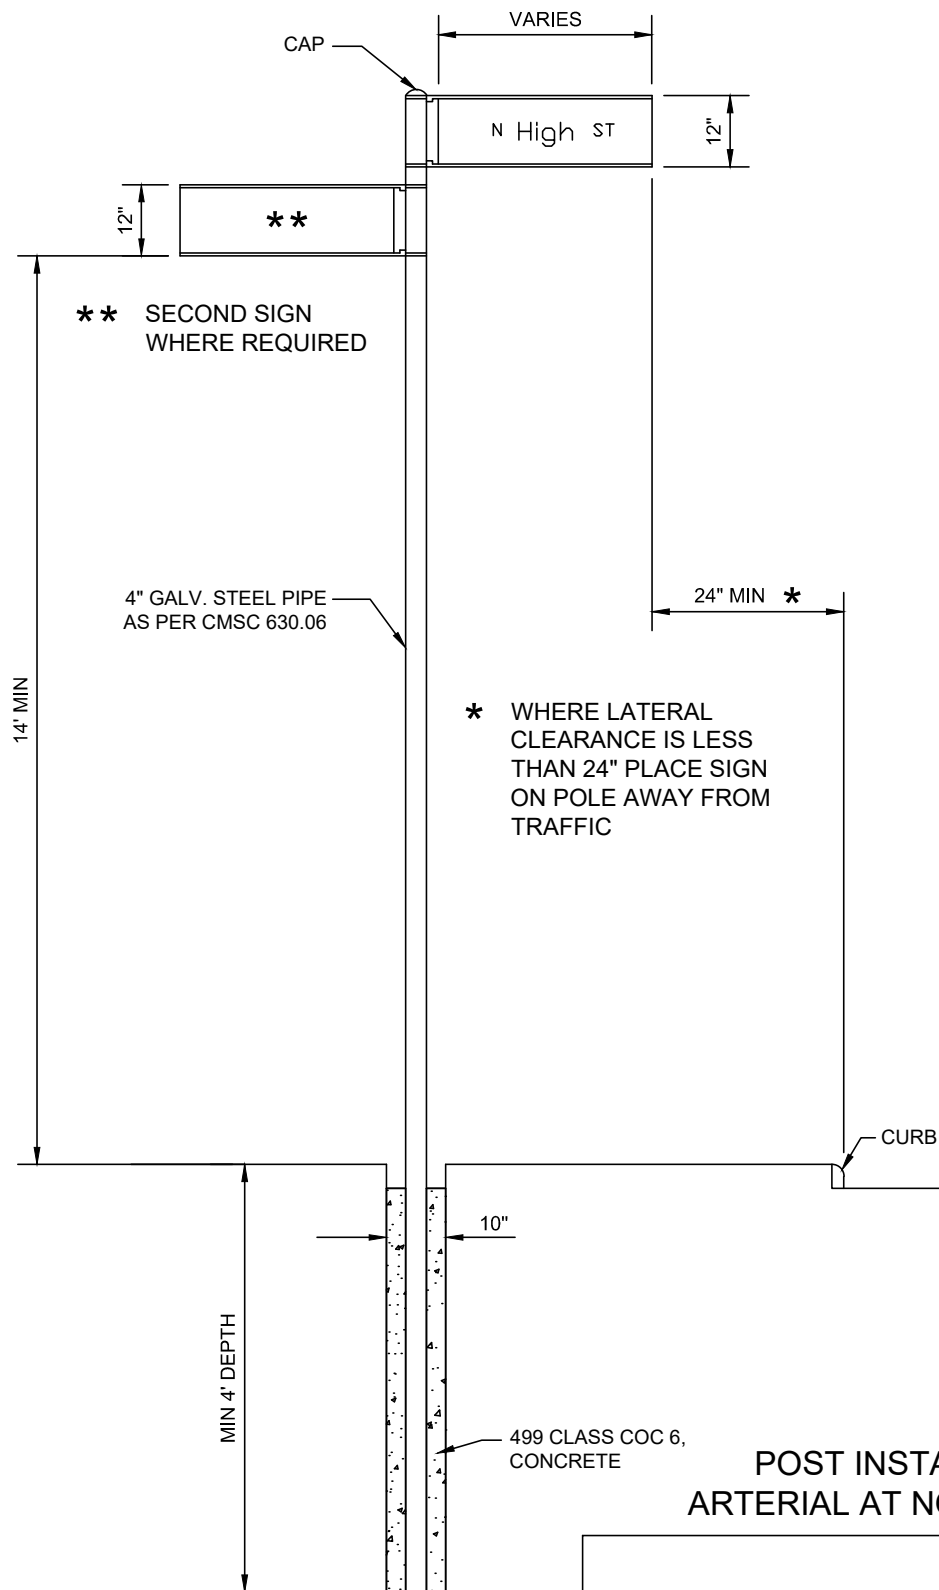 VARIES
CAP
N High ST
12"
12"
**
** SECOND SIGN
WHERE REQUIRED
4" GALV. STEEL PIPE
AS PER CMSC 630.06
24" MIN *
14' MIN
* WHERE LATERAL
CLEARANCE IS LESS
THAN 24" PLACE SIGN
ON POLE AWAY FROM
TRAFFIC
CURB
10"
MIN 4' DEPTH
499 CLASS COC 6,
CONCRETE
POST INSTA
ARTERIAL AT NO